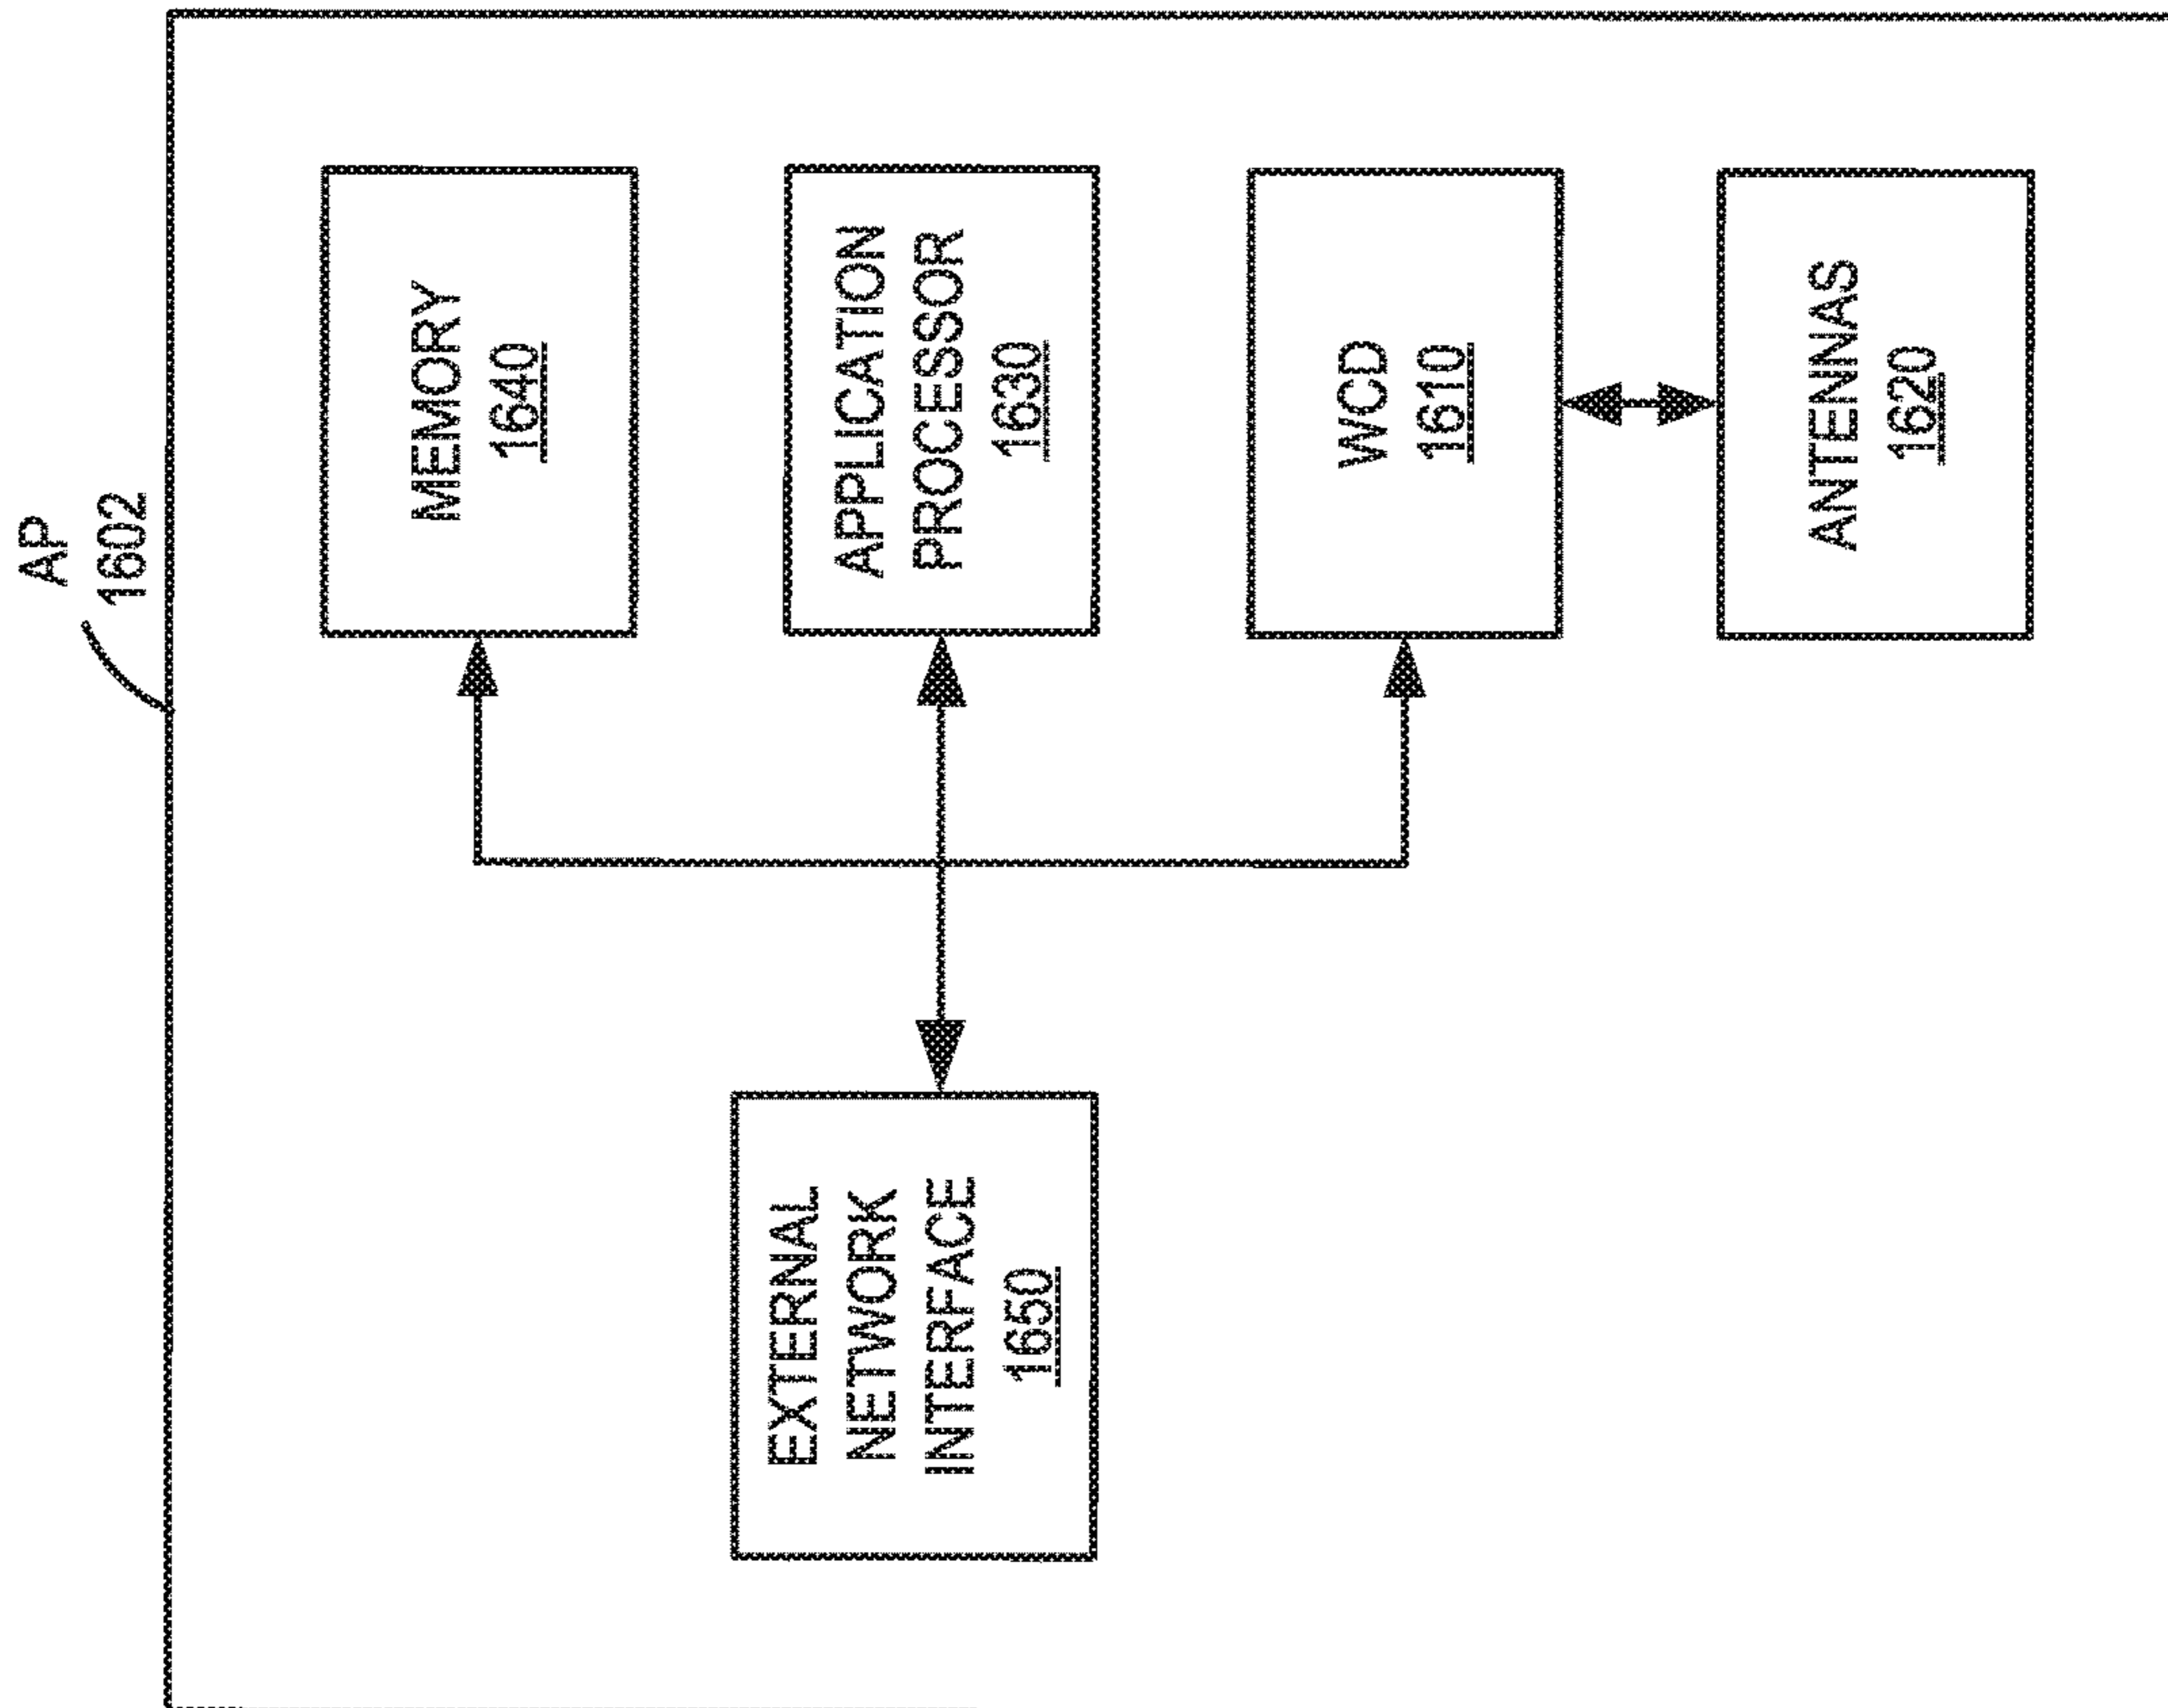 AP
1602
MEMORY
1640
APPLICATION
PROCESSOR
1630
WCD
1610
ANTENNAS
1620
EXTERNAL
NETWORK
INTERFACE
1650